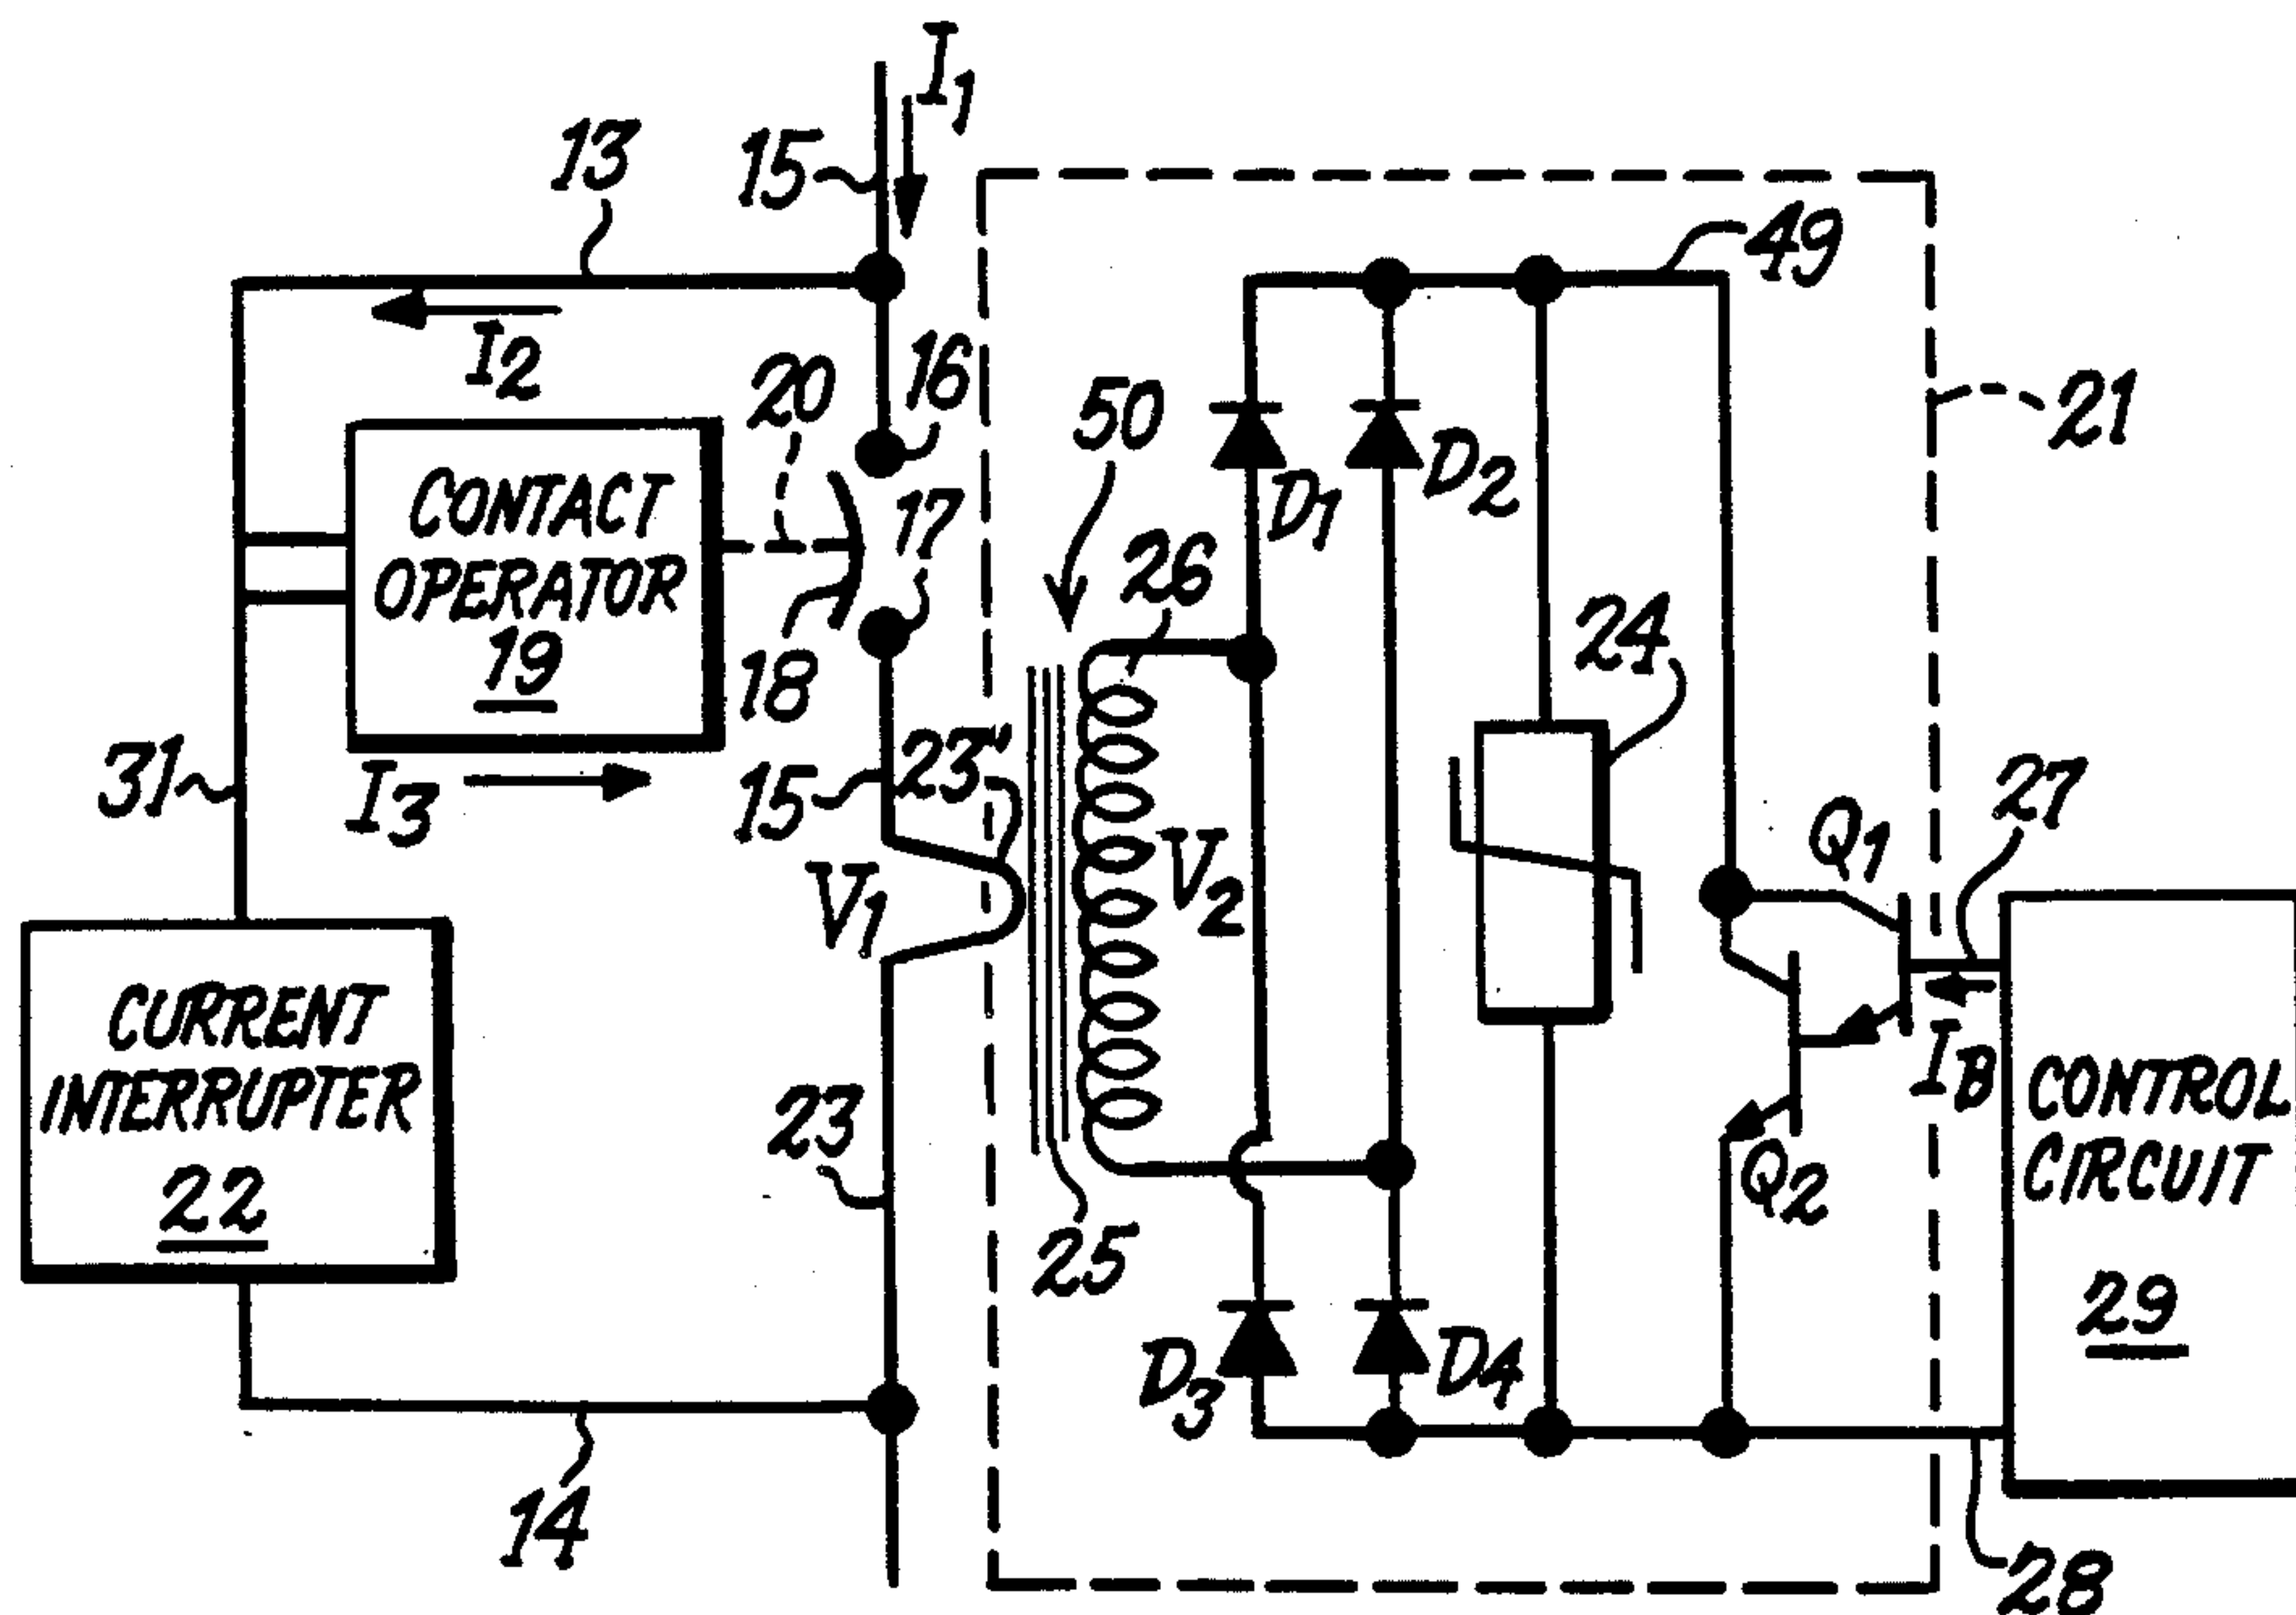 I1
13
15
49
I2
20
16
50
D1
D2
21
CONTACT
OPERATOR
19
17
26
24
18
23"
31
I3
15
V1
V2
Q1
27
IB
CURRENT
INTERRUPTER
22
23
25
Q2
CONTROL
CIRCUIT
29
D3
D4
14
28